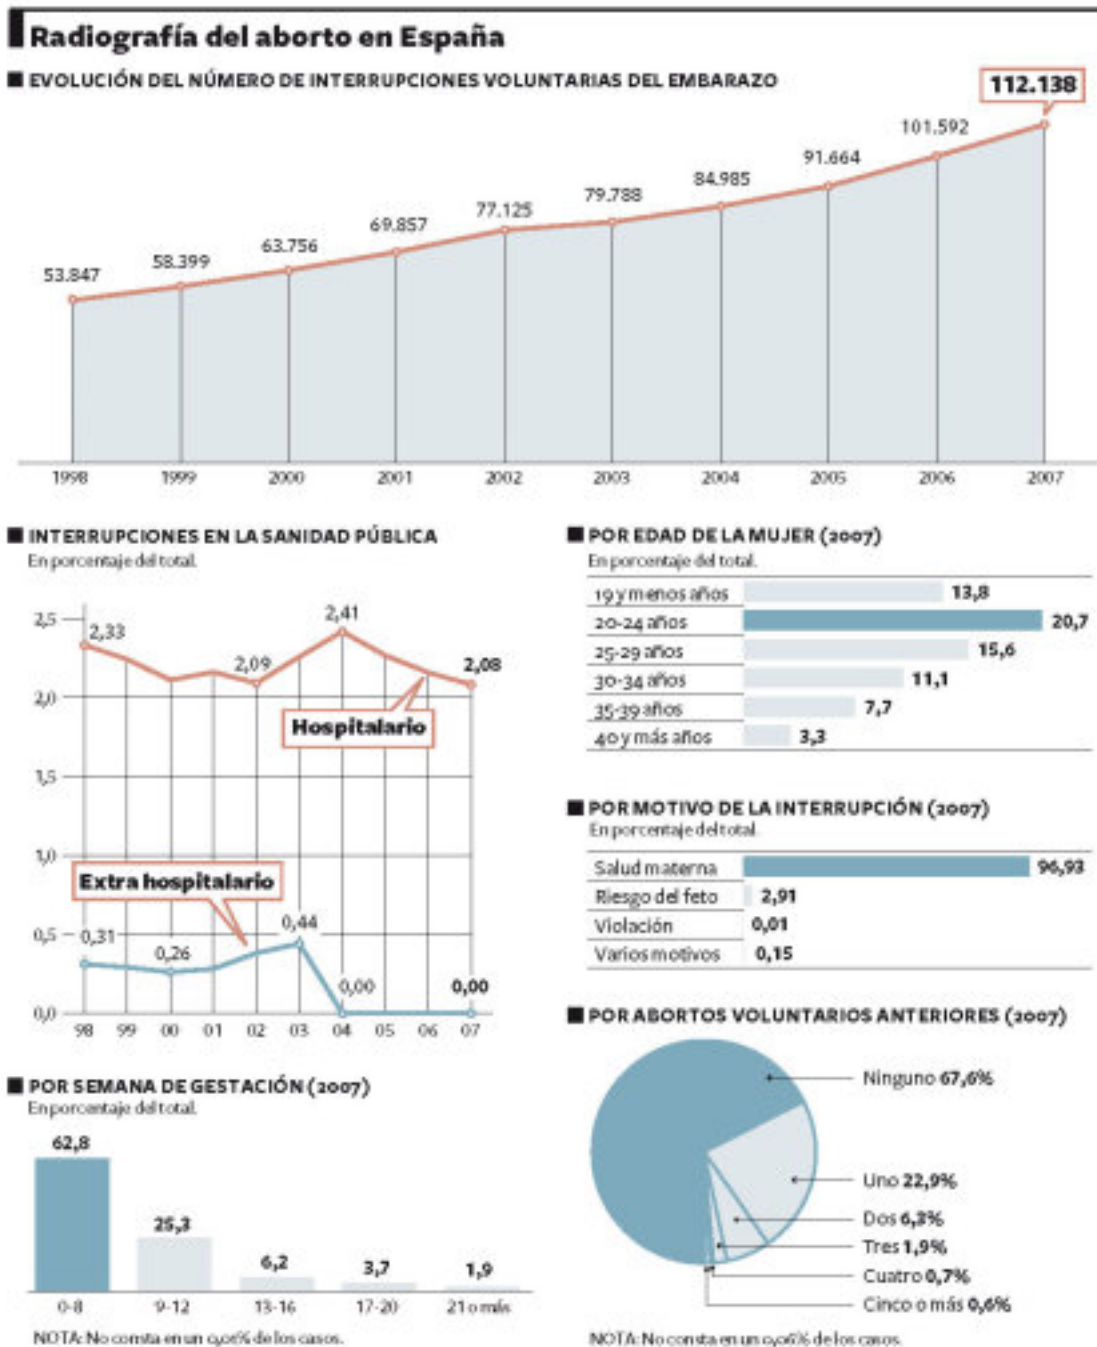 Radiografía del aborto en España
EVOLUCIÓN DEL NÚMERO DE INTERRUPCIONES VOLUNTARIAS DEL EMBARAZO
112.138
101.592
91.664
84.985
79.788
77.125
69.857
63.756
58.399
53.847
1998 1999 2000 2001 2002 2003 2004 2005 2006 2007
INTERRUPCIONES EN LA SANIDAD PÚBLICA
En porcentaje del total.
2,5
2,33
2,41
2,09
2,08
2,0
Hospitalario
1,5
1,0
Extra hospitalario
0,5
0,31
0,26
0,44
0,00
0,00
0,0
98 99 00 01 02 03 04 05 06 07
POR SEMANA DE GESTACIÓN (2007)
En porcentaje del total.
62,8
25,3
6,2
3,7
1,9
0-8 9-12 13-16 17-20 21 o más
NOTA: No consta en un 0,01% de los casos.
POR EDAD DE LA MUJER (2007)
En porcentaje del total.
19 y menos años 13,8
20-24 años 20,7
25-29 años 15,6
30-34 años 11,1
35-39 años 7,7
40 y más años 3,3
POR MOTIVO DE LA INTERRUPCIÓN (2007)
En porcentaje del total.
Salud materna 96,93
Riesgo del feto 2,91
Violación 0,01
Varios motivos 0,15
POR ABORTOS VOLUNTARIOS ANTERIORES (2007)
Ninguno 67,6%
Uno 22,9%
Dos 6,3%
Tres 1,9%
Cuatro 0,7%
Cinco o más 0,6%
NOTA: No consta en un 0,06% de los casos.